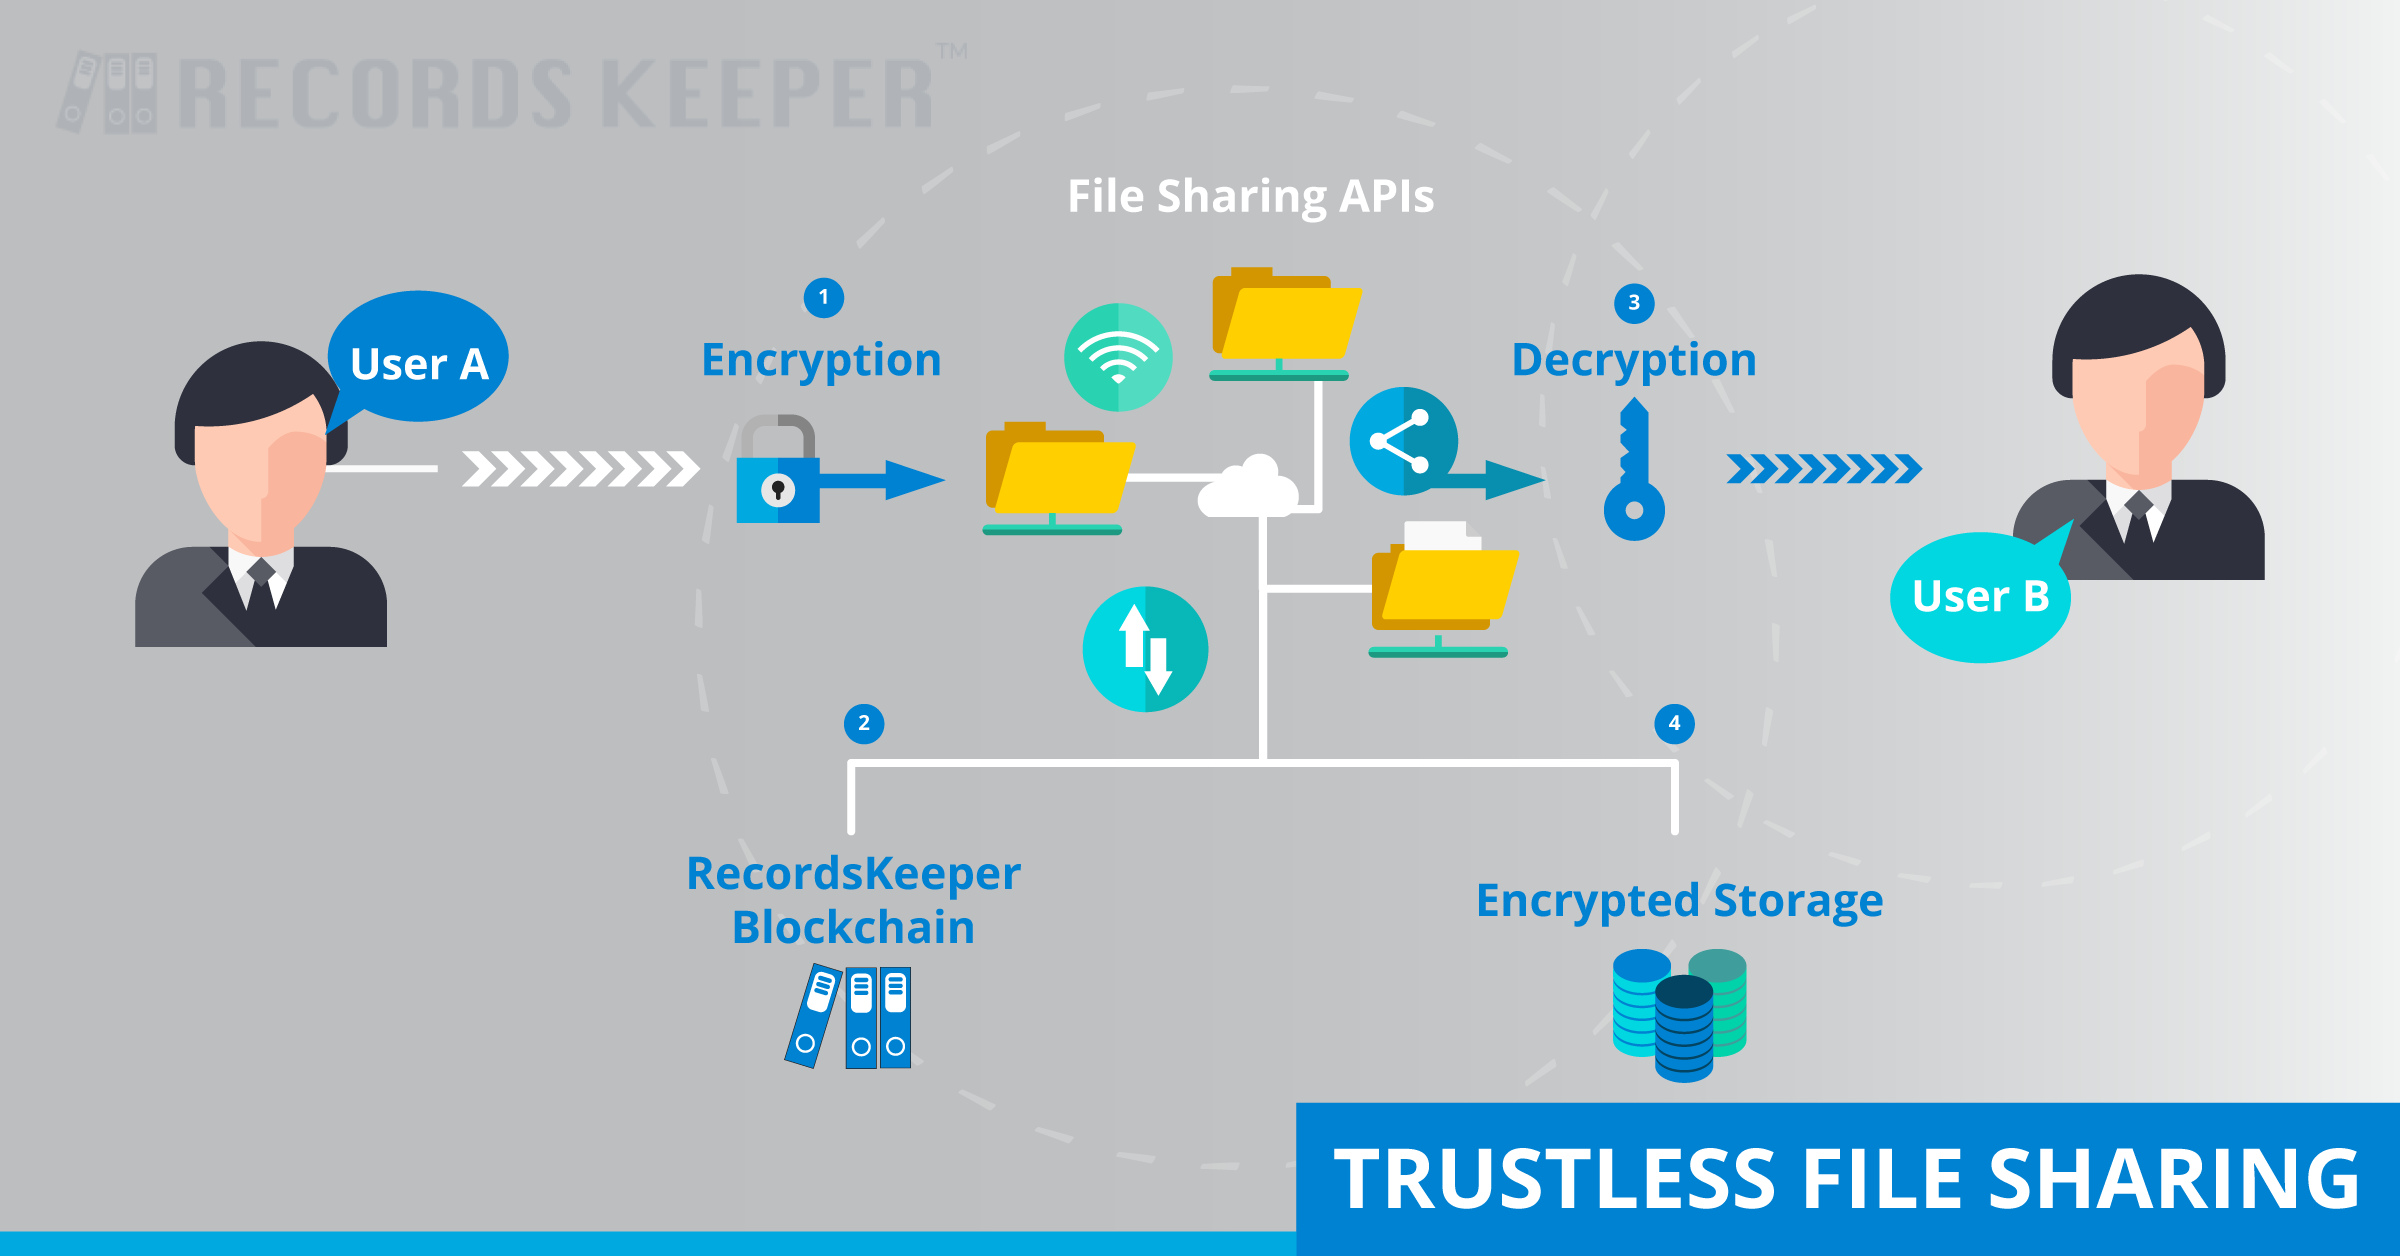 RECORDS KEEPER™
File Sharing APIs
1
Encryption
3
Decryption
User A
User B
2
4
RecordsKeeper
Blockchain
Encrypted Storage
TRUSTLESS FILE SHARING